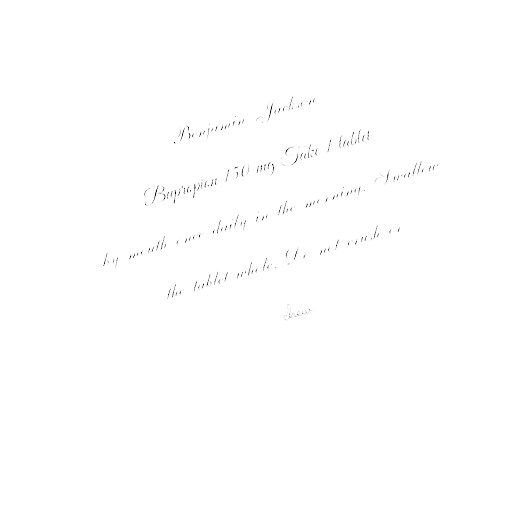 Benjamin Jackson
Bupropion 150 mg Take 1 tablet
by mouth once daily in the morning. Swallow
the tablet whole. Do not crush or
chew.